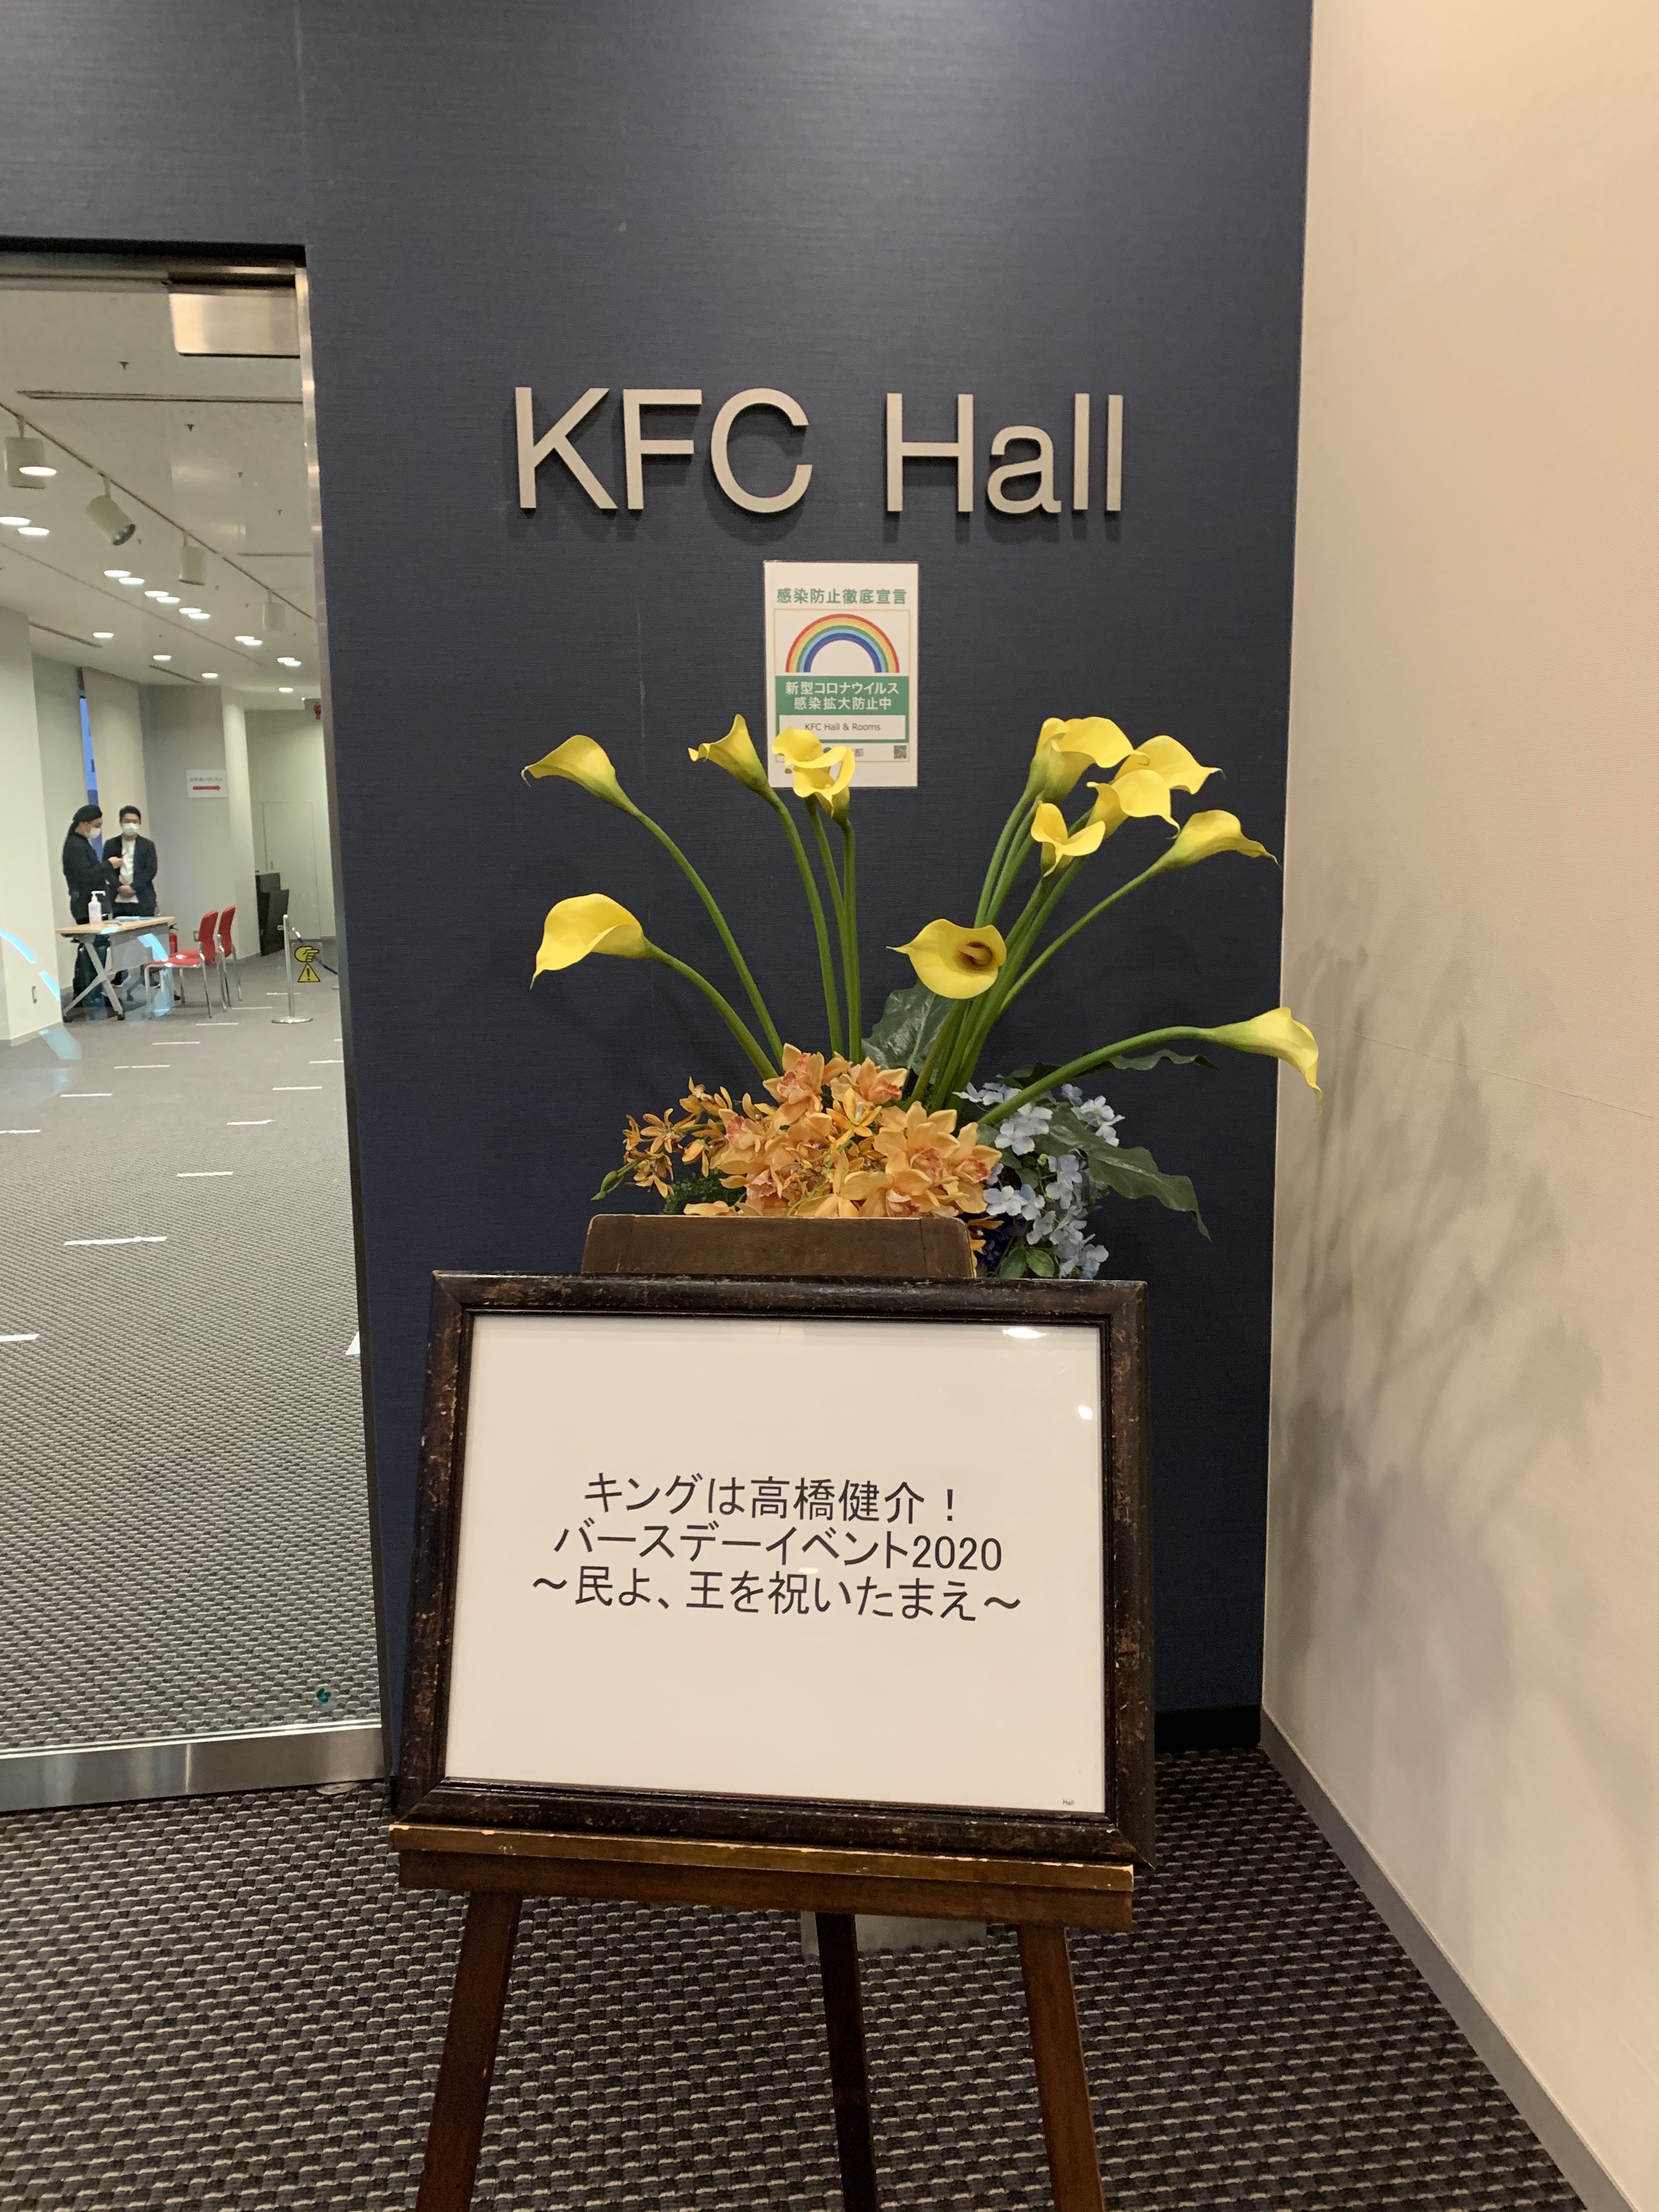 KFC Hall
感染防止徹底宣言
新型コロナウイルス
感染拡大防止中
KFC Hall & Rooms
都
キングは高橋健介！
バースデーイベント2020
～民よ、王を祝いたまえ～
Hall